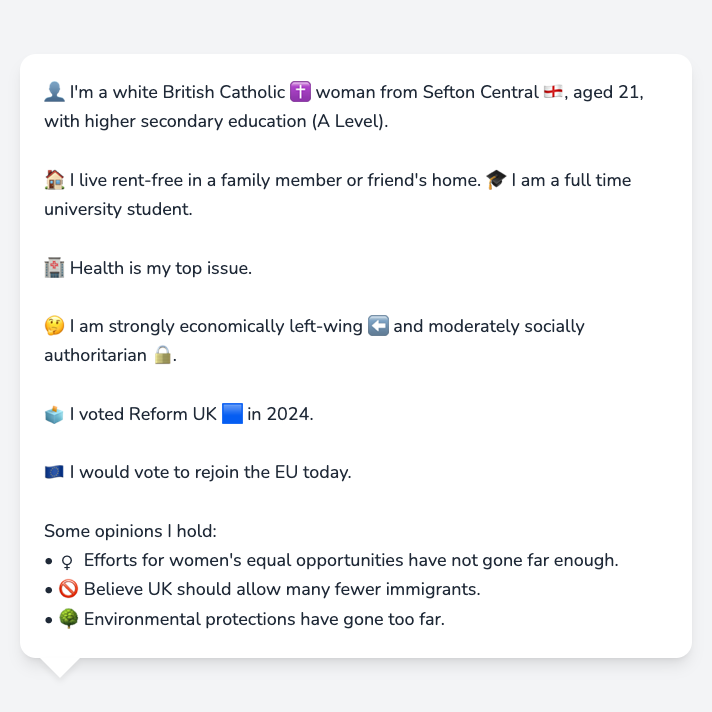 👤 I'm a white British Catholic ✝️ woman from Sefton Central 🏴󠁧󠁢󠁥󠁮󠁧󠁿, aged 21,
with higher secondary education (A Level).
🏠 I live rent-free in a family member or friend's home. 🎓 I am a full time
university student.
🏥 Health is my top issue.
🤔 I am strongly economically left-wing ⬅️ and moderately socially
authoritarian 🔒.
🗳️ I voted Reform UK 🟦 in 2024.
🇪🇺 I would vote to rejoin the EU today.
Some opinions I hold:
• ♀ Efforts for women's equal opportunities have not gone far enough.
• 🚫 Believe UK should allow many fewer immigrants.
• 🌳 Environmental protections have gone too far.